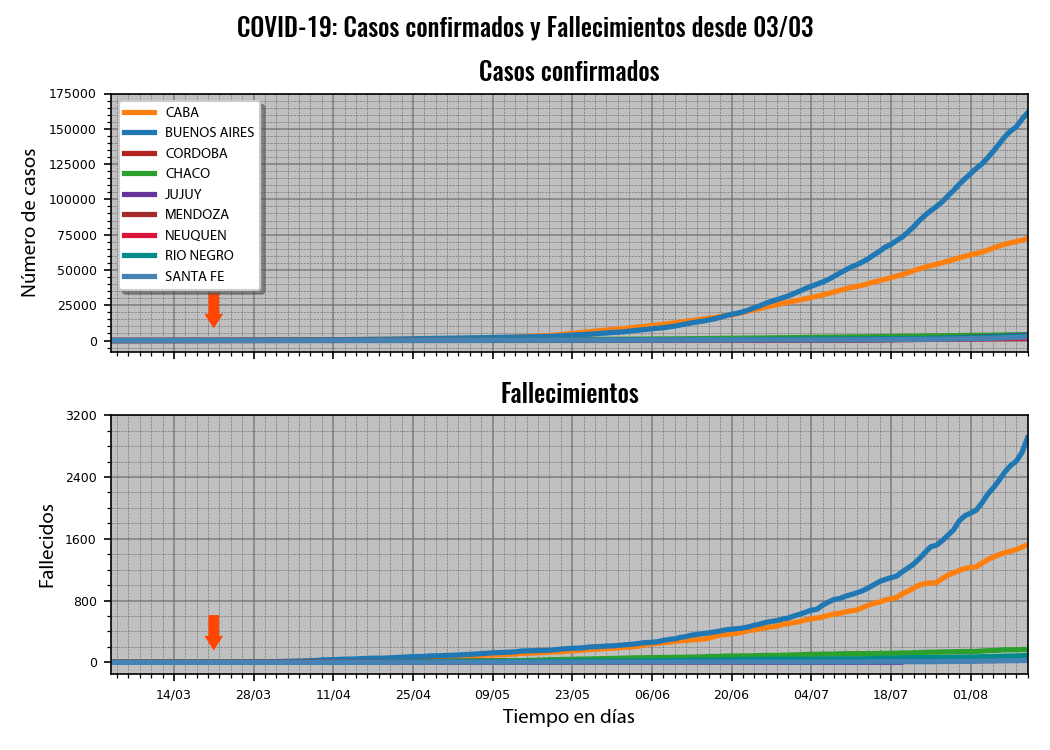 COVID-19: Casos confirmados y Fallecimientos desde 03/03
Casos confirmados
Número de casos
175000
150000
125000
100000
75000
50000
25000
0
CABA
BUENOS AIRES
CORDOBA
CHACO
JUJUY
MENDOZA
NEUQUEN
RIO NEGRO
SANTA FE
Fallecimientos
Fallecidos
3200
2400
1600
800
0
14/03 28/03 11/04 25/04 09/05 23/05 06/06 20/06 04/07 18/07 01/08
Tiempo en días